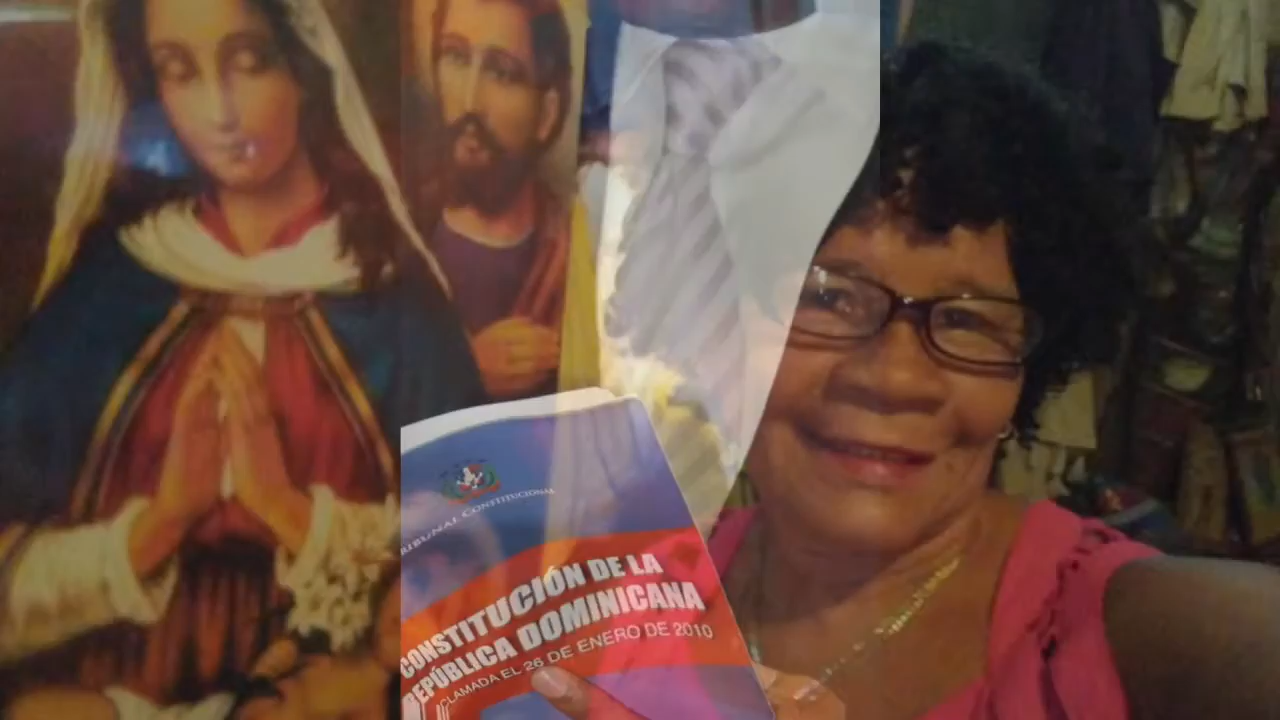 TRIBUNAL CONSTITUCIONAL
CONSTITUCIÓN DE LA
REPÚBLICA DOMINICANA
CLAMADA EL 26 DE ENERO DE 2010